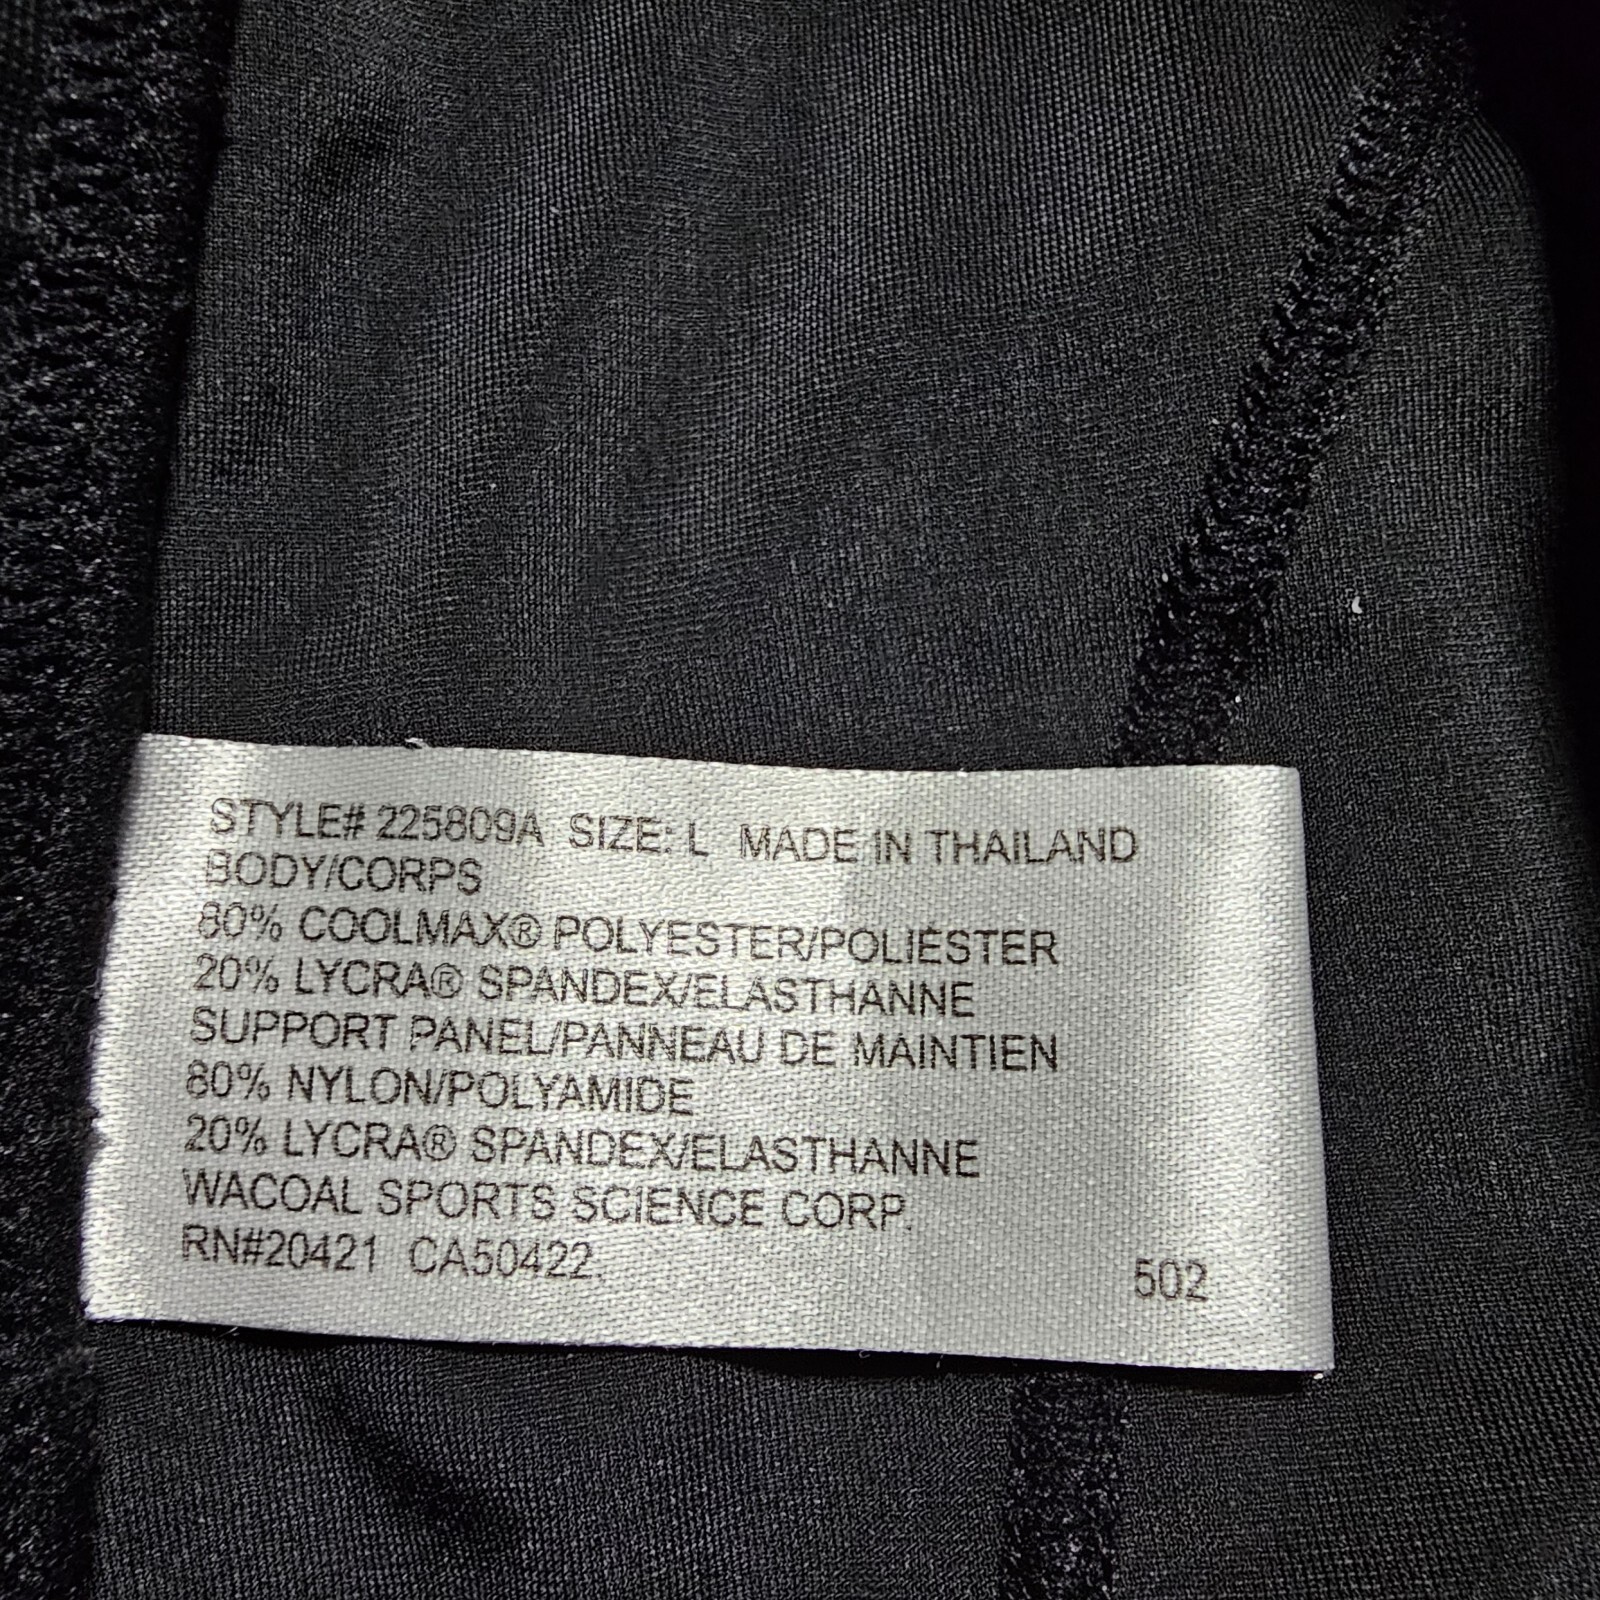 STYLE# 225809A SIZE: L MADE IN THAILAND
BODY/CORPS
80% COOLMAX® POLYESTER/POLIÉSTER
20% LYCRA® SPANDEX/ELASTHANNE
SUPPORT PANEL/PANNEAU DE MAINTIEN
80% NYLON/POLYAMIDE
20% LYCRA® SPANDEX/ELASTHANNE
WACOAL SPORTS SCIENCE CORP.
RN#20421 CA50422.
502